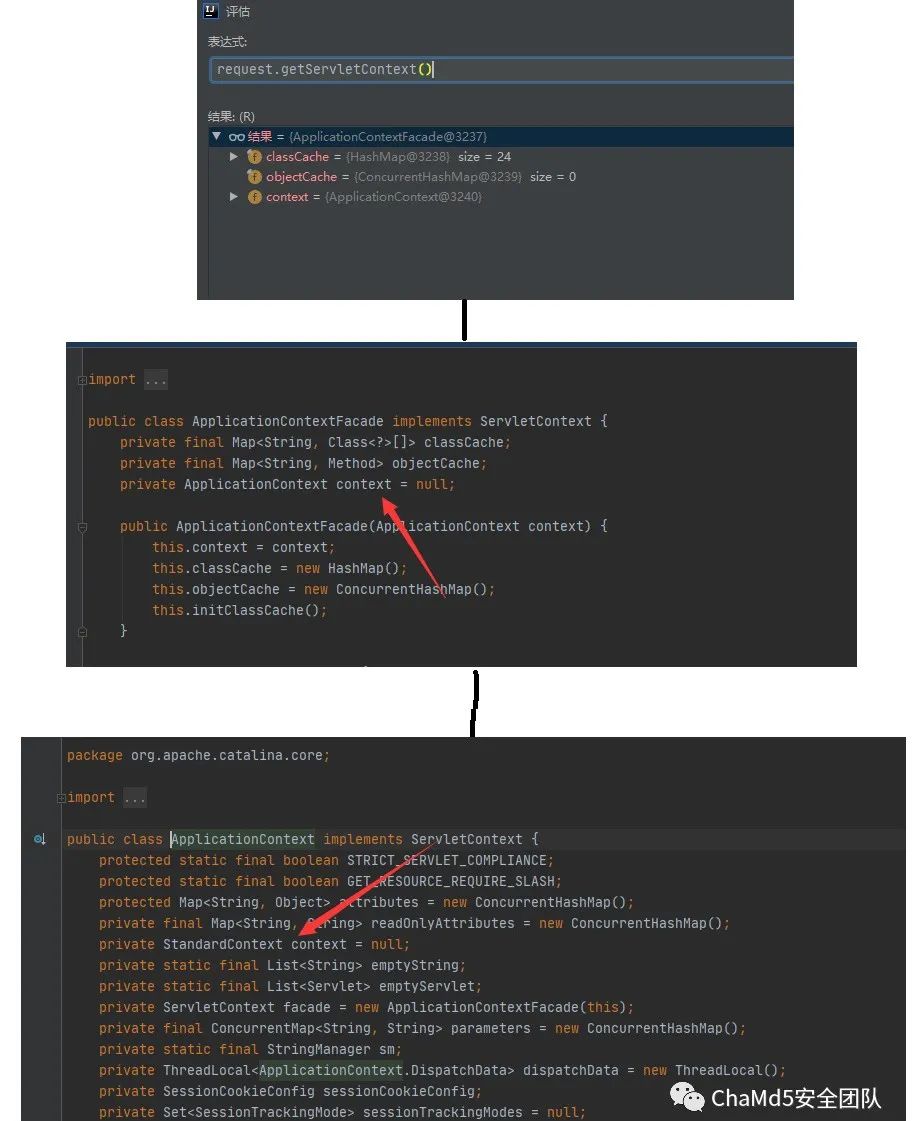 评估
表达式:
request.getServletContext()
结果: (R)
结果 = {ApplicationContextFacade@3237}
classCache = {HashMap@3238} size = 24
objectCache = {ConcurrentHashMap@3239} size = 0
context = {ApplicationContext@3240}
import ...
public class ApplicationContextFacade implements ServletContext {
private final Map<String, Class<?>[]> classCache;
private final Map<String, Method> objectCache;
private ApplicationContext context = null;
public ApplicationContextFacade(ApplicationContext context) {
this.context = context;
this.classCache = new HashMap();
this.objectCache = new ConcurrentHashMap();
this.initClassCache();
}
package org.apache.catalina.core;
import ...
public class ApplicationContext implements ServletContext {
protected static final boolean STRICT_SERVLET_COMPLIANCE;
protected static final boolean GET_RESOURCE_REQUIRE_SLASH;
protected Map<String, Object> attributes = new ConcurrentHashMap();
private final Map<String, String> readOnlyAttributes = new ConcurrentHashMap();
private StandardContext context = null;
private static final List<String> emptyString;
private static final List<Servlet> emptyServlet;
private ServletContext facade = new ApplicationContextFacade(this);
private final ConcurrentMap<String, String> parameters = new ConcurrentHashMap();
private static final StringManager sm;
private ThreadLocal<ApplicationContext.DispatchData> dispatchData = new ThreadLocal();
private SessionCookieConfig sessionCookieConfig;
private Set<SessionTrackingMode> sessionTrackingModes = null;
ChaMd5安全团队